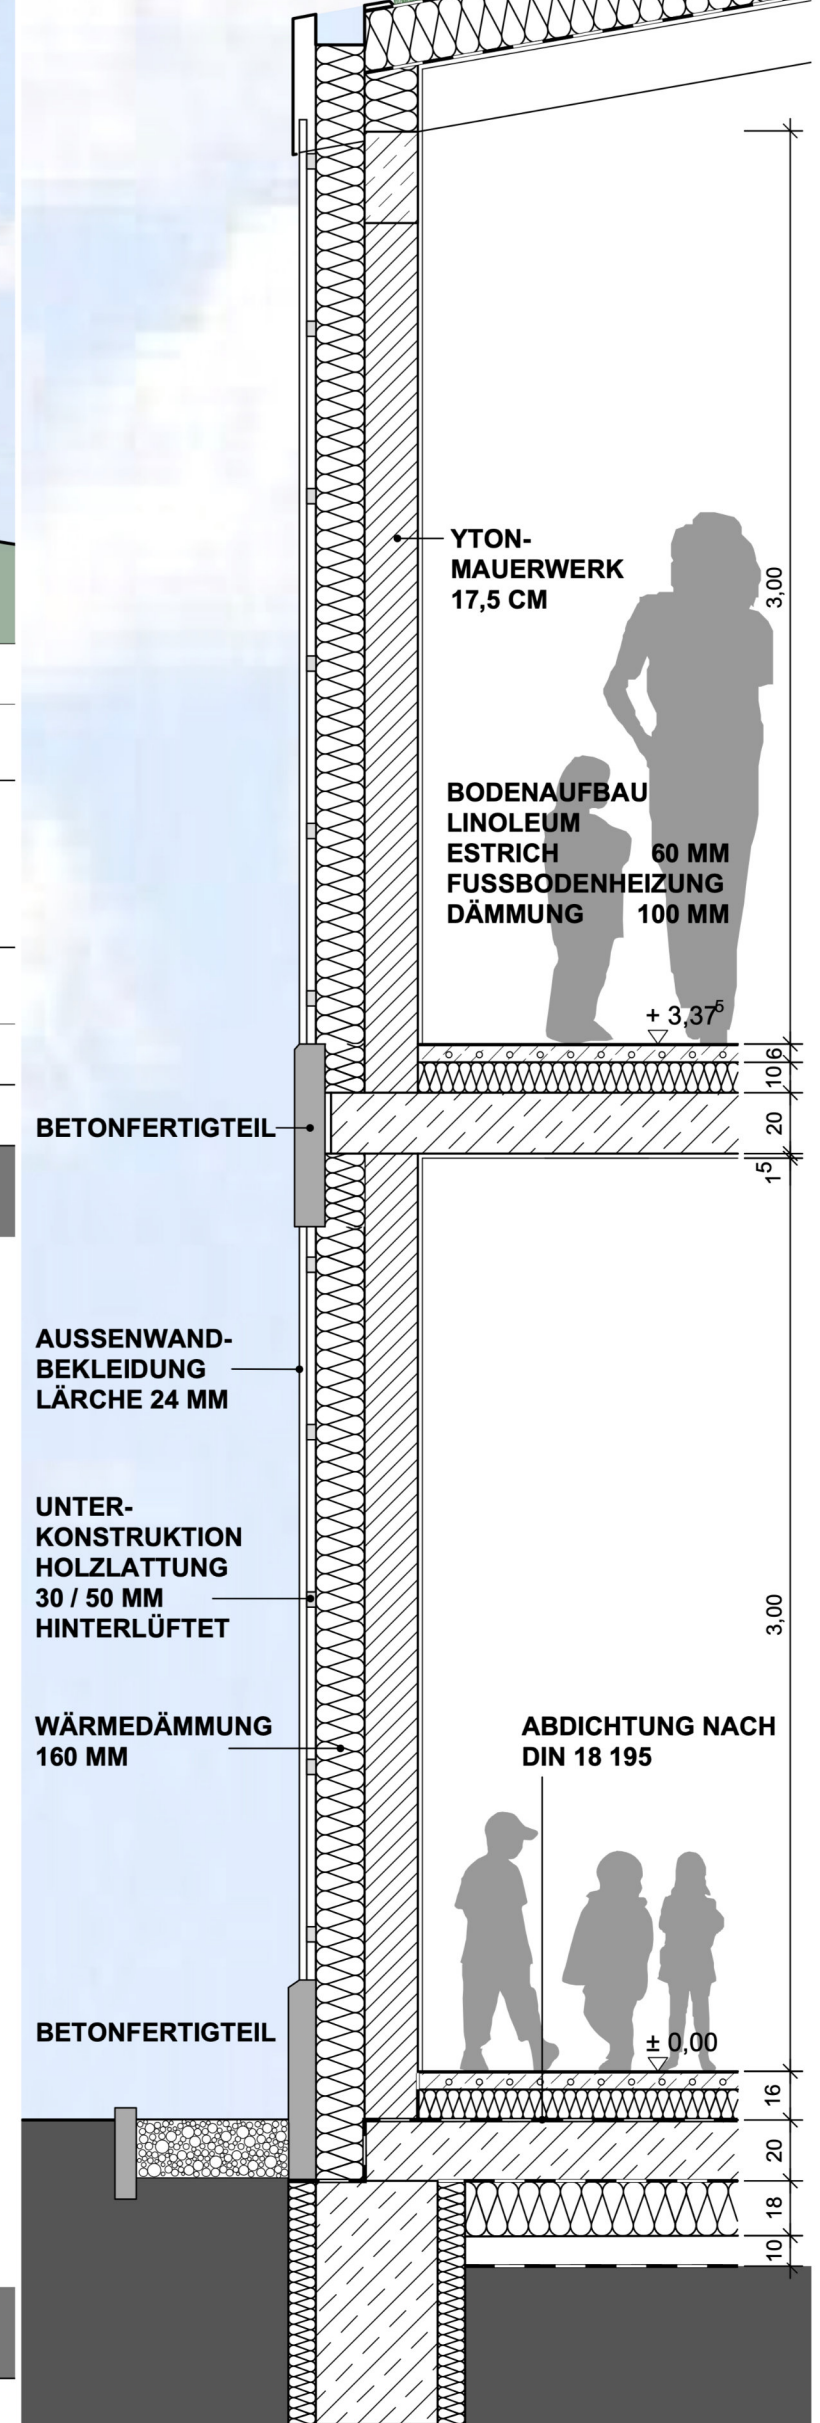 YTON-
MAUERWERK
17,5 CM
3,00
BODENAUFBAU
LINOLEUM
ESTRICH 60 MM
FUSSBODENHEIZUNG
DÄMMUNG 100 MM
+ 3,37⁵
6
10
20
1⁵
BETONFERTIGTEIL
AUSSENWAND-
BEKLEIDUNG
LÄRCHE 24 MM
UNTER-
KONSTRUKTION
HOLZLATTUNG
30 / 50 MM
HINTERLÜFTET
3,00
WÄRMEDÄMMUNG
160 MM
ABDICHTUNG NACH
DIN 18 195
BETONFERTIGTEIL
± 0,00
16
20
18
10